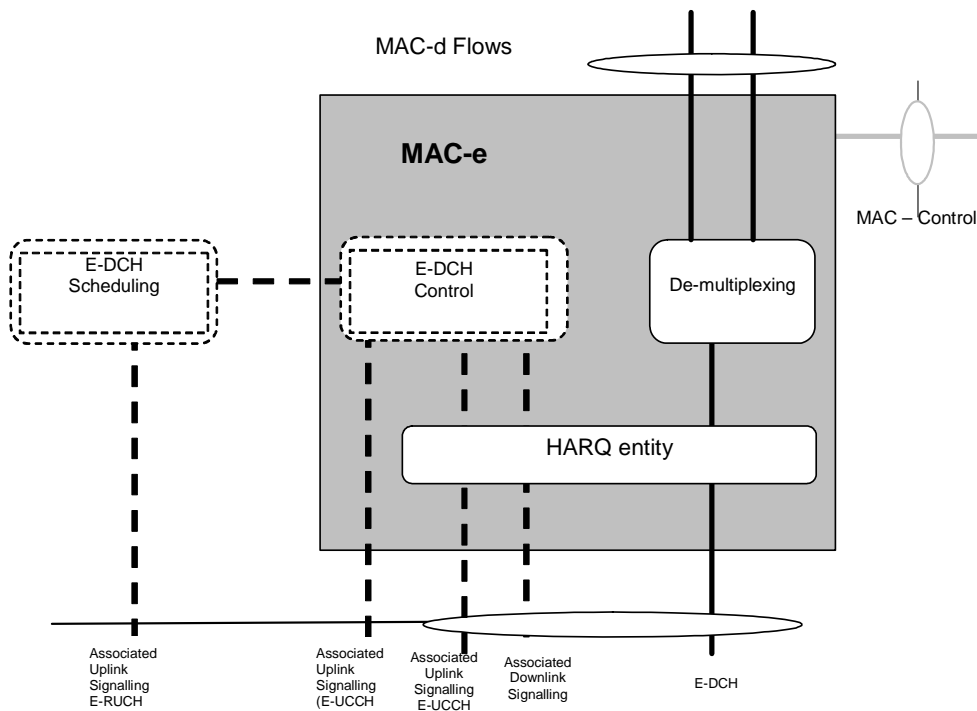 MAC-d Flows
MAC-e
MAC – Control
E-DCH
Scheduling
E-DCH
Control
De-multiplexing
HARQ entity
Associated
Uplink
Signalling
E-RUCH
Associated
Uplink
Signalling
(E-UCCH
Associated
Uplink
Signalling
E-UCCH
Associated
Downlink
Signalling
E-DCH